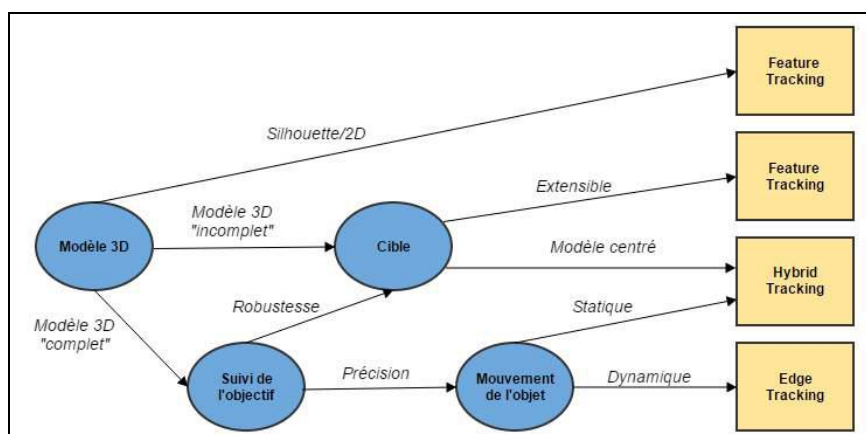 Feature
Tracking
Silhouette/2D
Feature
Tracking
Extensible
Modèle 3D
"incomplet"
Modèle 3D
Cible
Modèle centré
Hybrid
Tracking
Robustesse
Statique
Modèle 3D
"complet"
Suivi de
l'objectif
Précision
Mouvement
de l'objet
Dynamique
Edge
Tracking